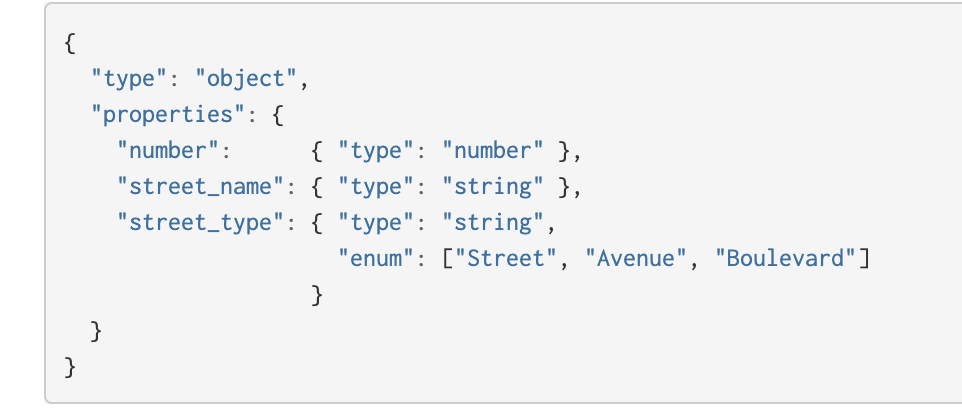 {
  "type": "object",
  "properties": {
    "number":      { "type": "number" },
    "street_name": { "type": "string" },
    "street_type": { "type": "string",
                     "enum": ["Street", "Avenue", "Boulevard"]
                   }
  }
}